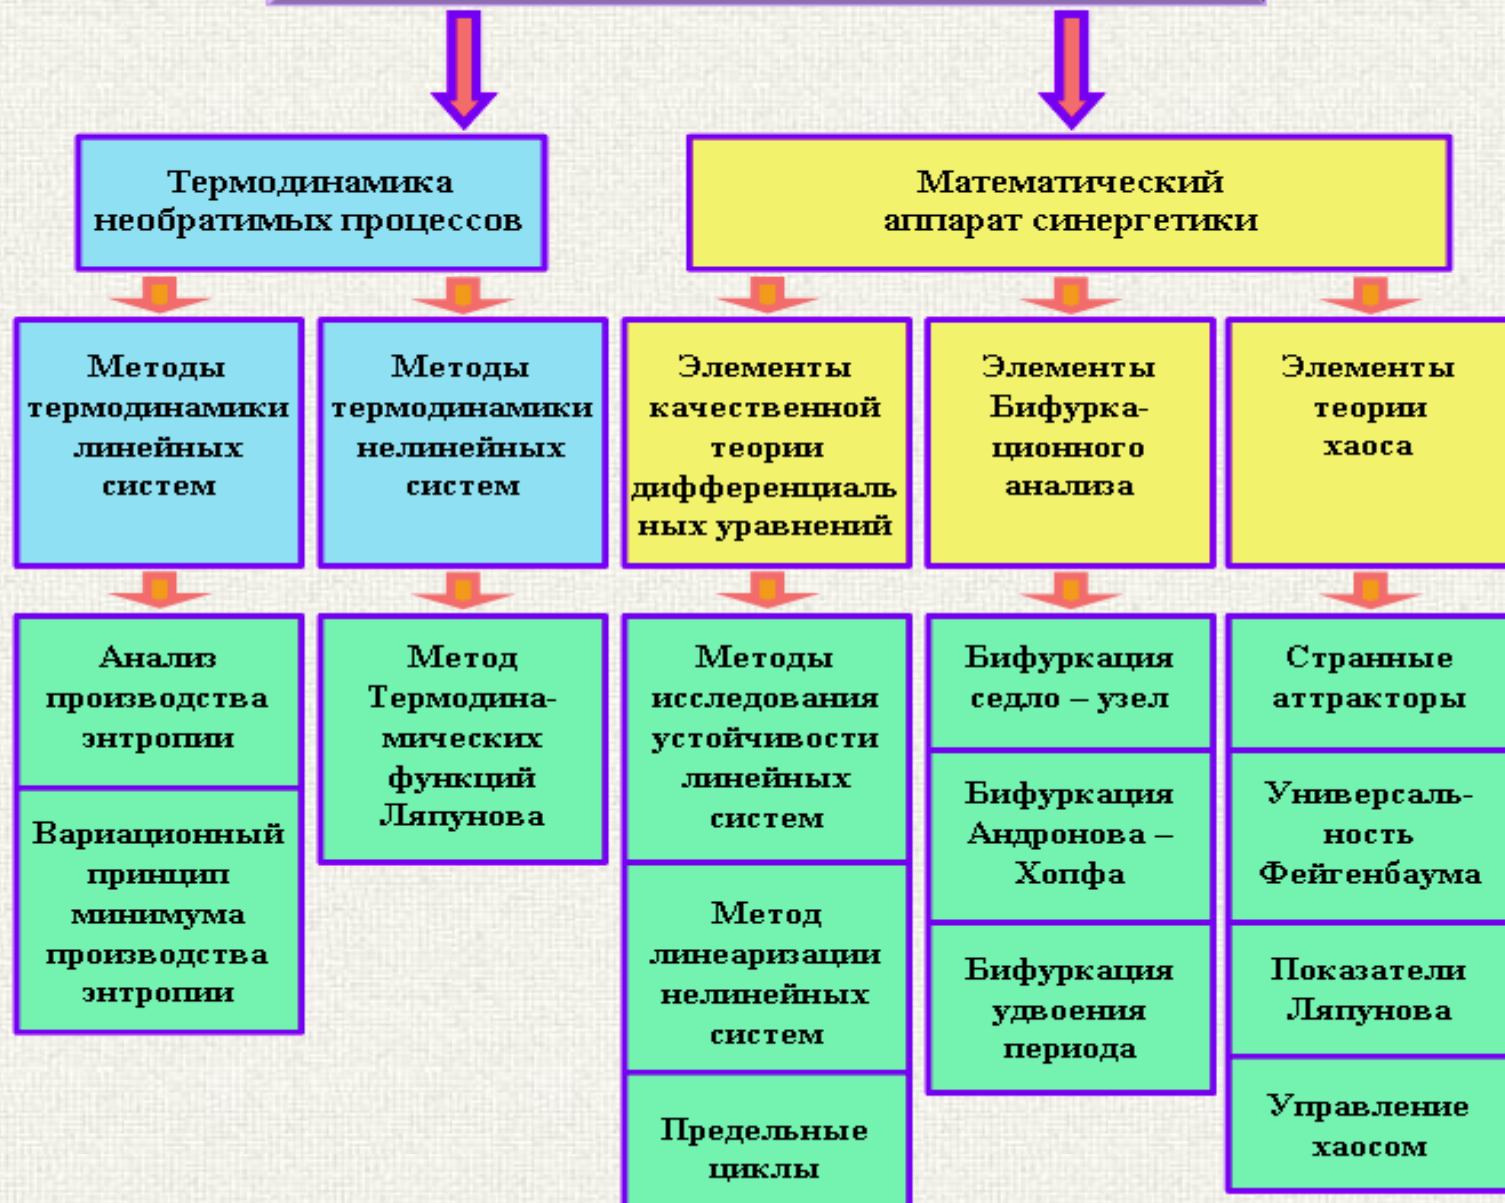 Термодинамика
необратимых процессов
Математический
аппарат синергетики
Методы
термодинамики
линейных
систем
Методы
термодинамики
нелинейных
систем
Элементы
качественной
теории
дифференциаль
ных уравнений
Элементы
Бифурка-
ционного
анализа
Элементы
теории
хаоса
Анализ
производства
энтропии
Вариационный
принцип
минимума
производства
энтропии
Метод
Термодина-
мических
функций
Ляпунова
Методы
исследования
устойчивости
линейных
систем
Метод
линеаризации
нелинейных
систем
Предельные
циклы
Бифуркация
седло – узел
Бифуркация
Андронова –
Хопфа
Бифуркация
удвоения
периода
Странные
аттракторы
Универсаль-
ность
Фейгенбаума
Показатели
Ляпунова
Управление
хаосом